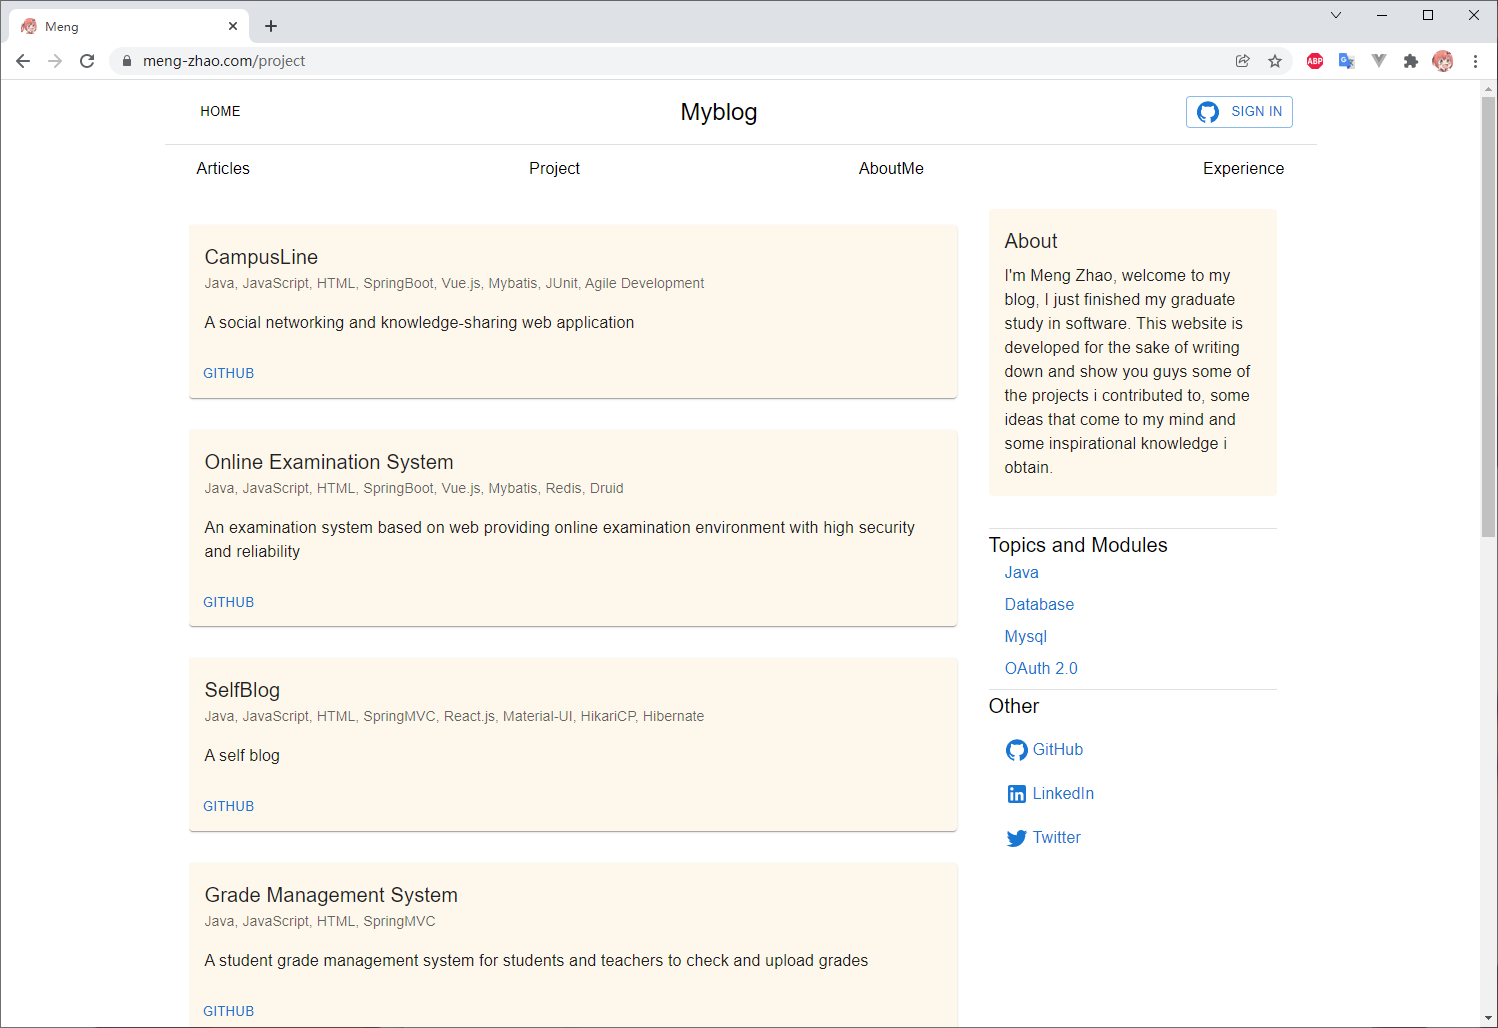 Meng
meng-zhao.com/project
ABP
HOME
Myblog
SIGN IN
Articles
Project
AboutMe
Experience
CampusLine
Java, JavaScript, HTML, SpringBoot, Vue.js, Mybatis, JUnit, Agile Development
A social networking and knowledge-sharing web application
GITHUB
Online Examination System
Java, JavaScript, HTML, SpringBoot, Vue.js, Mybatis, Redis, Druid
An examination system based on web providing online examination environment with high security
and reliability
GITHUB
SelfBlog
Java, JavaScript, HTML, SpringMVC, React.js, Material-UI, HikariCP, Hibernate
A self blog
GITHUB
Grade Management System
Java, JavaScript, HTML, SpringMVC
A student grade management system for students and teachers to check and upload grades
GITHUB
About
I'm Meng Zhao, welcome to my
blog, I just finished my graduate
study in software. This website is
developed for the sake of writing
down and show you guys some of
the projects i contributed to, some
ideas that come to my mind and
some inspirational knowledge i
obtain.
Topics and Modules
Java
Database
Mysql
OAuth 2.0
Other
GitHub
LinkedIn
Twitter